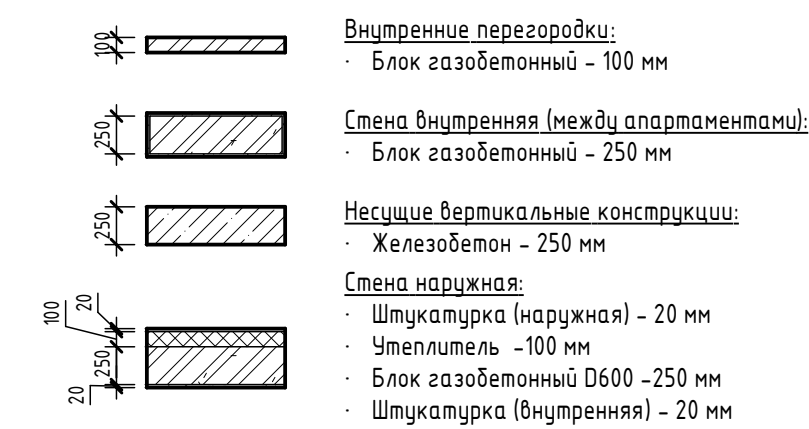 100
Внутренние перегородки:
· Блок газобетонный - 100 мм
250
Стена внутренняя (между апартаментами):
· Блок газобетонный - 250 мм
250
Несущие вертикальные конструкции:
· Железобетон - 250 мм
Стена наружная:
20
100
250
20
· Штукатурка (наружная) - 20 мм
· Утеплитель -100 мм
· Блок газобетонный D600 -250 мм
· Штукатурка (внутренняя) - 20 мм